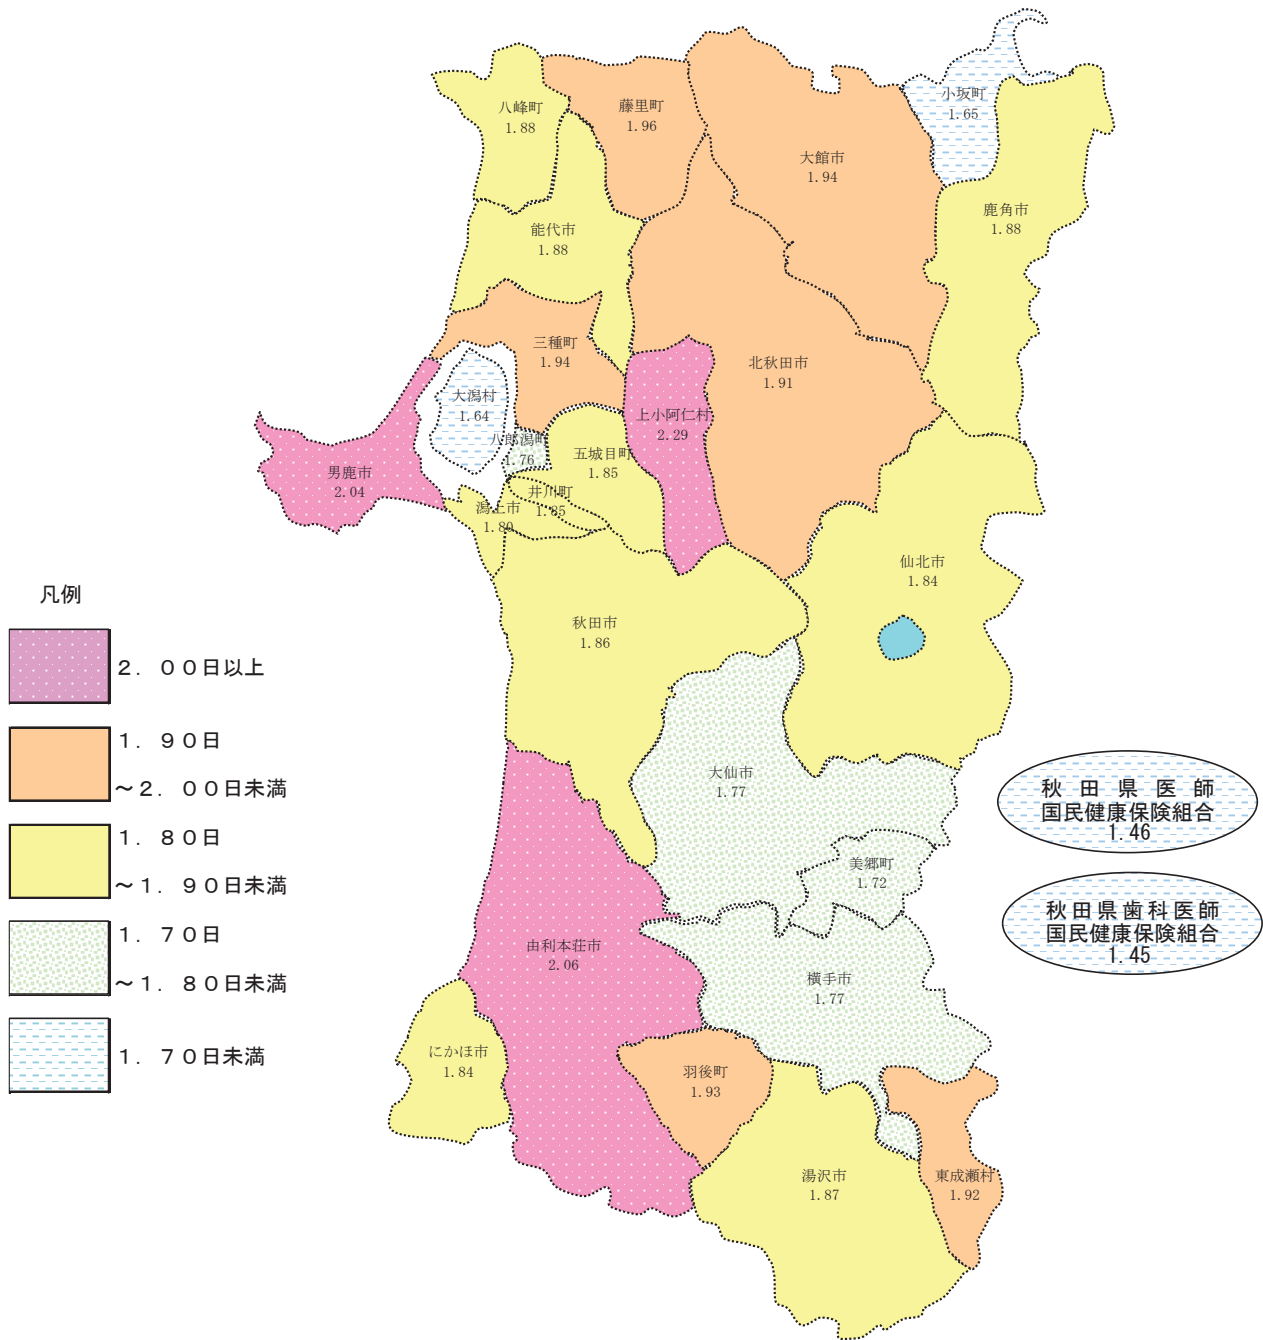 八峰町
1.88
藤里町
1.96
小坂町
1.65
大館市
1.94
鹿角市
1.88
能代市
1.88
三種町
1.94
北秋田市
1.91
大潟村
1.64
上小阿仁村
2.29
八郎潟町
1.76
五城目町
1.85
男鹿市
2.04
井川町
1.85
潟上市
1.80
仙北市
1.84
秋田市
1.86
凡例
2.00日以上
1.90日
～2.00日未満
1.80日
～1.90日未満
1.70日
～1.80日未満
1.70日未満
大仙市
1.77
秋田県医師
国民健康保険組合
1.46
美郷町
1.72
秋田県歯科医師
国民健康保険組合
1.45
由利本荘市
2.06
横手市
1.77
にかほ市
1.84
羽後町
1.93
湯沢市
1.87
東成瀬村
1.92